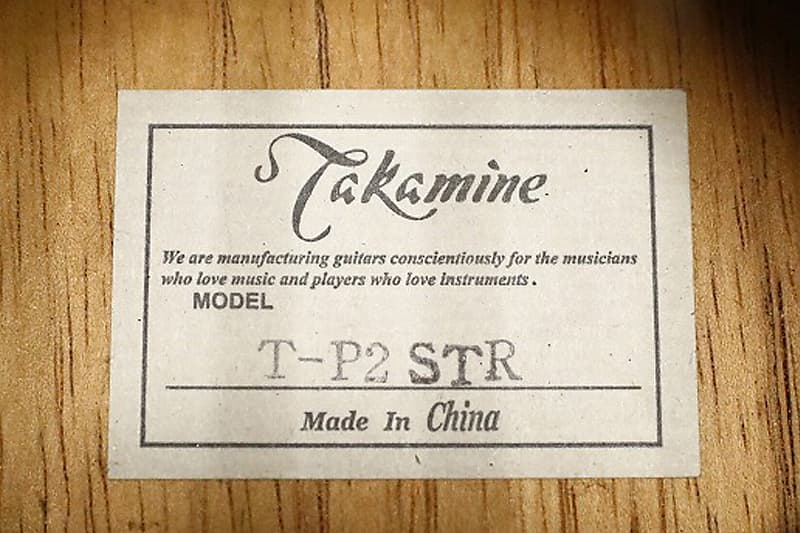 Takamine
We are manufacturing guitars conscientiously for the musicians
who love music and players who love instruments .
MODEL
T-P2 STR
Made In China